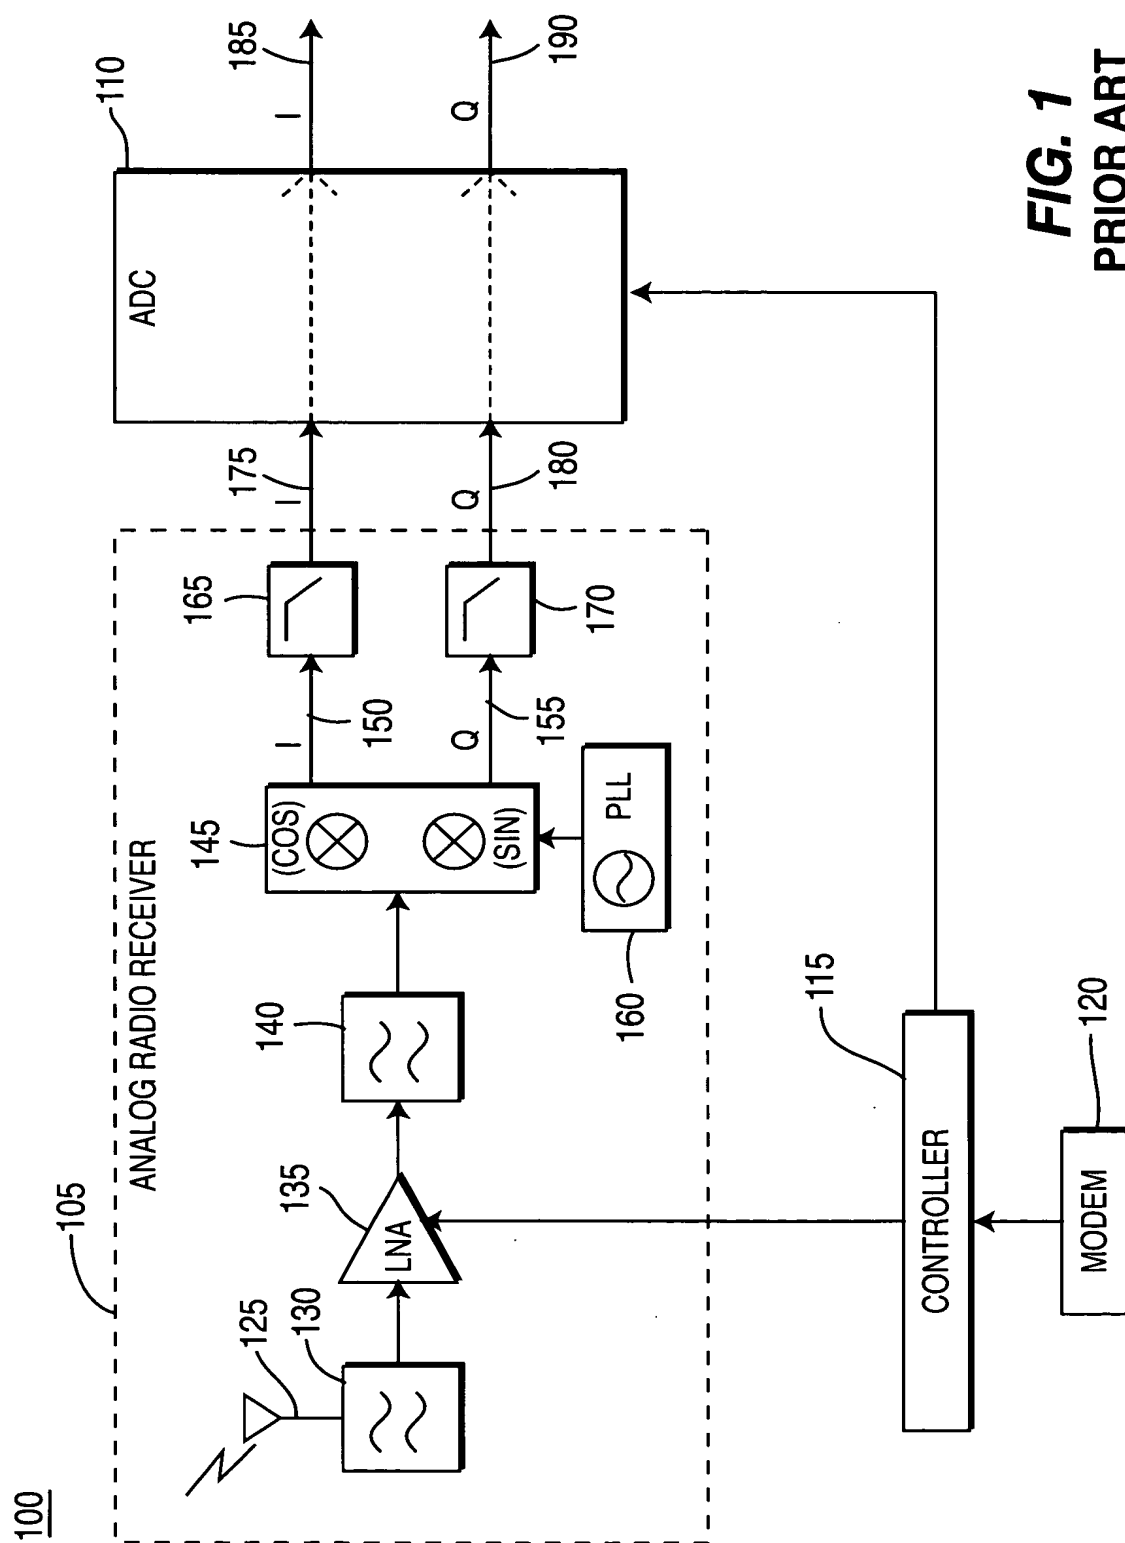 100
105
ANALOG RADIO RECEIVER
125
130
135
LNA
140
145
(COS)
(SIN)
I
150
Q
155
PLL
160
165
170
I
175
Q
180
110
ADC
I
185
Q
190
115
CONTROLLER
120
MODEM
FIG. 1
PRIOR ART